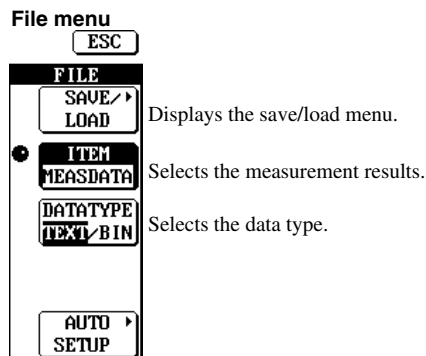 File menu
ESC
FILE
SAVE/
LOAD
Displays the save/load menu.
ITEM
MEASDATA
Selects the measurement results.
DATATYPE
TEXT/BIN
Selects the data type.
AUTO
SETUP